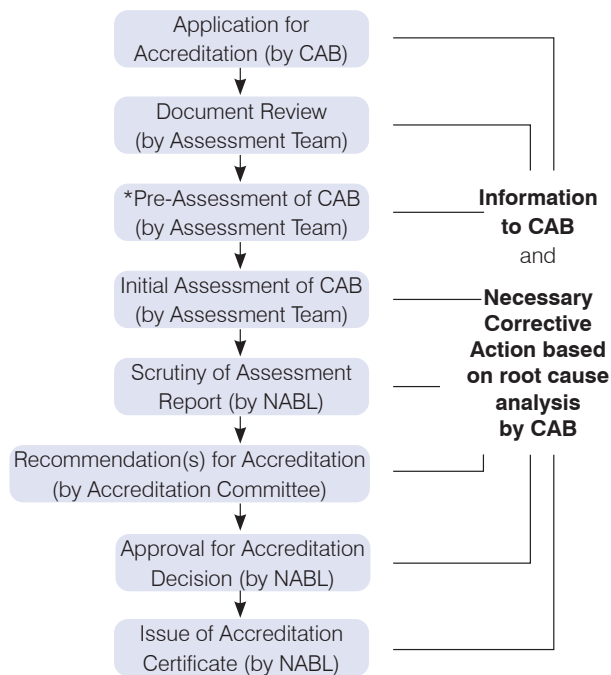 Application for
Accreditation (by CAB)
Document Review
(by Assessment Team)
*Pre-Assessment of CAB
(by Assessment Team)
Initial Assessment of CAB
(by Assessment Team)
Scrutiny of Assessment
Report (by NABL)
Recommendation(s) for Accreditation
(by Accreditation Committee)
Approval for Accreditation
Decision (by NABL)
Issue of Accreditation
Certificate (by NABL)
Information
to CAB
and
Necessary
Corrective
Action based
on root cause
analysis
by CAB